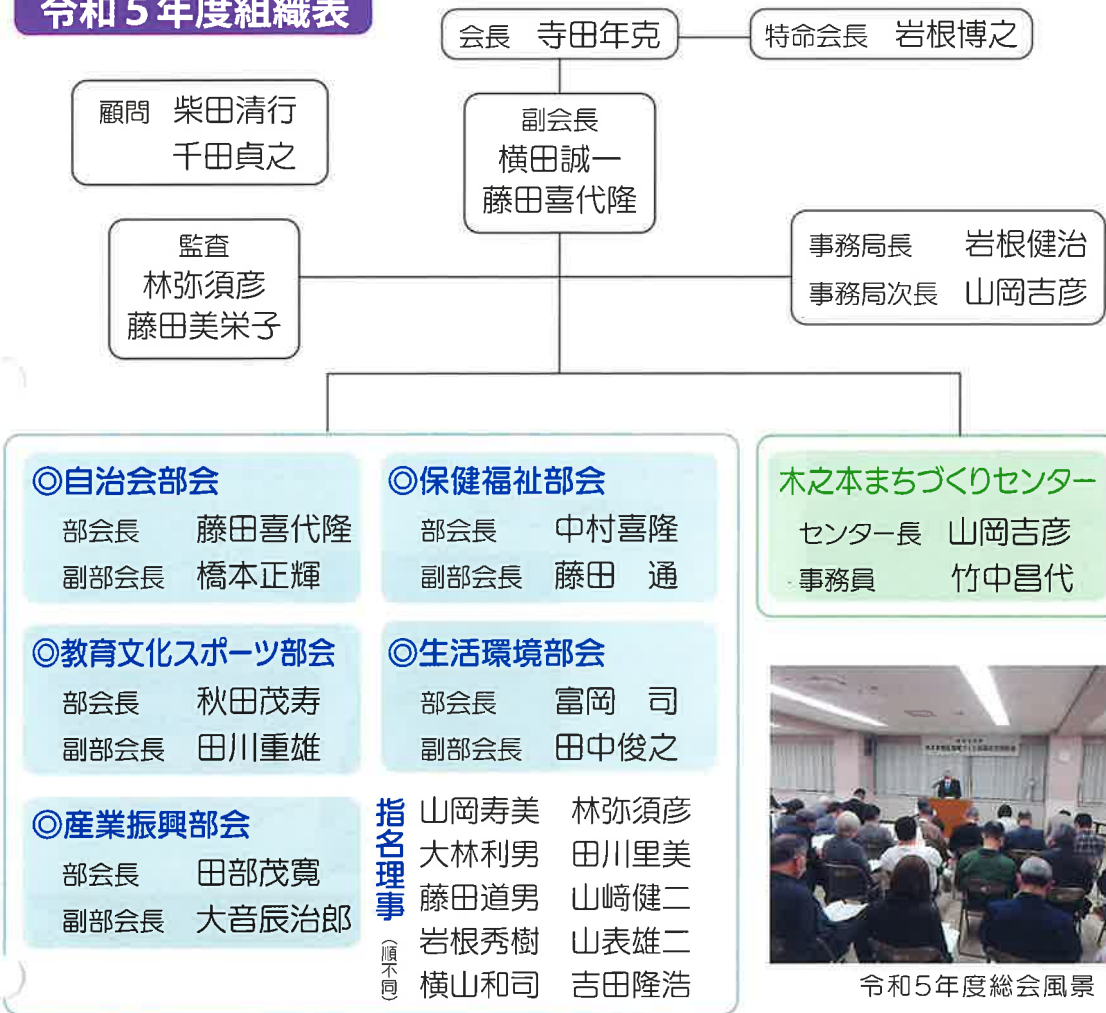 令和5年度組織表
会長 寺田年克
特命会長 岩根博之
顧問 柴田清行
千田貞之
副会長
横田誠一
藤田喜代隆
監査
林弥須彦
藤田美栄子
事務局長 岩根健治
事務局次長 山岡吉彦
◎自治会部会
部会長 藤田喜代隆
副部会長 橋本正輝
◎保健福祉部会
部会長 中村喜隆
副部会長 藤田 通
◎教育文化スポーツ部会
部会長 秋田茂寿
副部会長 田川重雄
◎生活環境部会
部会長 富岡 司
副部会長 田中俊之
◎産業振興部会
部会長 田部茂寛
副部会長 大音辰治郎
指名理事
(順不同)
山岡寿美 林弥須彦
大林利男 田川里美
藤田道男 山﨑健二
岩根秀樹 山表雄二
横山和司 吉田隆浩
木之本まちづくりセンター
センター長 山岡吉彦
事務員 竹中昌代
令和5年度総会風景